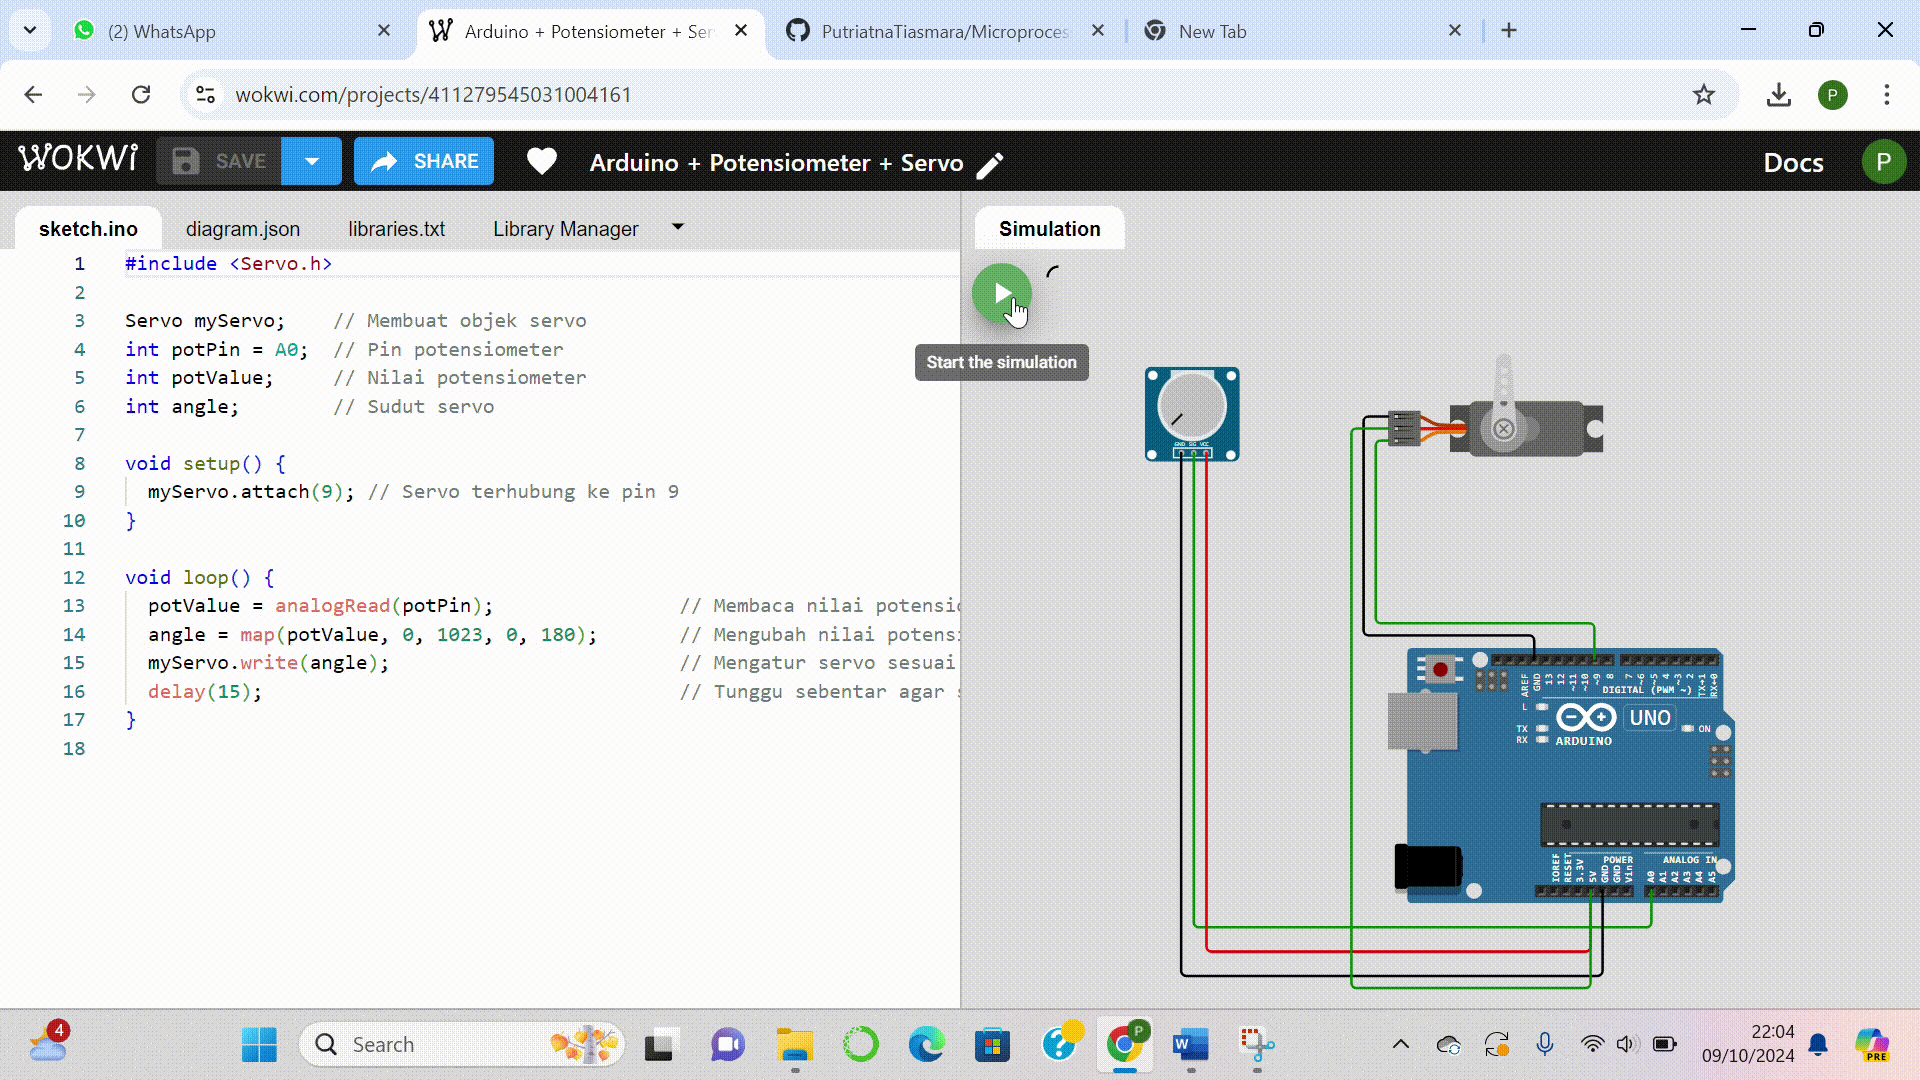 (2) WhatsApp
Arduino + Potensiometer + Ser
PutriatnaTiasmara/Microproces
New Tab
wokwi.com/projects/411279545031004161
P
WOKWI
SAVE
SHARE
Arduino + Potensiometer + Servo
Docs
P
sketch.ino
diagram.json
libraries.txt
Library Manager
Simulation
1 #include <Servo.h>
2
3 Servo myServo; // Membuat objek servo
4 int potPin = A0; // Pin potensiometer
5 int potValue; // Nilai potensiometer
6 int angle; // Sudut servo
7
8 void setup() {
9 myServo.attach(9); // Servo terhubung ke pin 9
10 }
11
12 void loop() {
13 potValue = analogRead(potPin); // Membaca nilai potensi
14 angle = map(potValue, 0, 1023, 0, 180); // Mengubah nilai potens
15 myServo.write(angle); // Mengatur servo sesuai
16 delay(15); // Tunggu sebentar agar
17 }
18
Start the simulation
GND SIG VCC
AREF GND 13 12 ~11 ~10 ~9 8 7 ~6 ~5 4 ~3 2 TX→1 RX←0
DIGITAL (PWM ~)
L
TX
RX
UNO
ARDUINO
ON
IOREF RESET 3.3V 5V GND GND Vin A0 A1 A2 A3 A4 A5
POWER
ANALOG IN
4
Search
P
W
PRE
22:04
09/10/2024